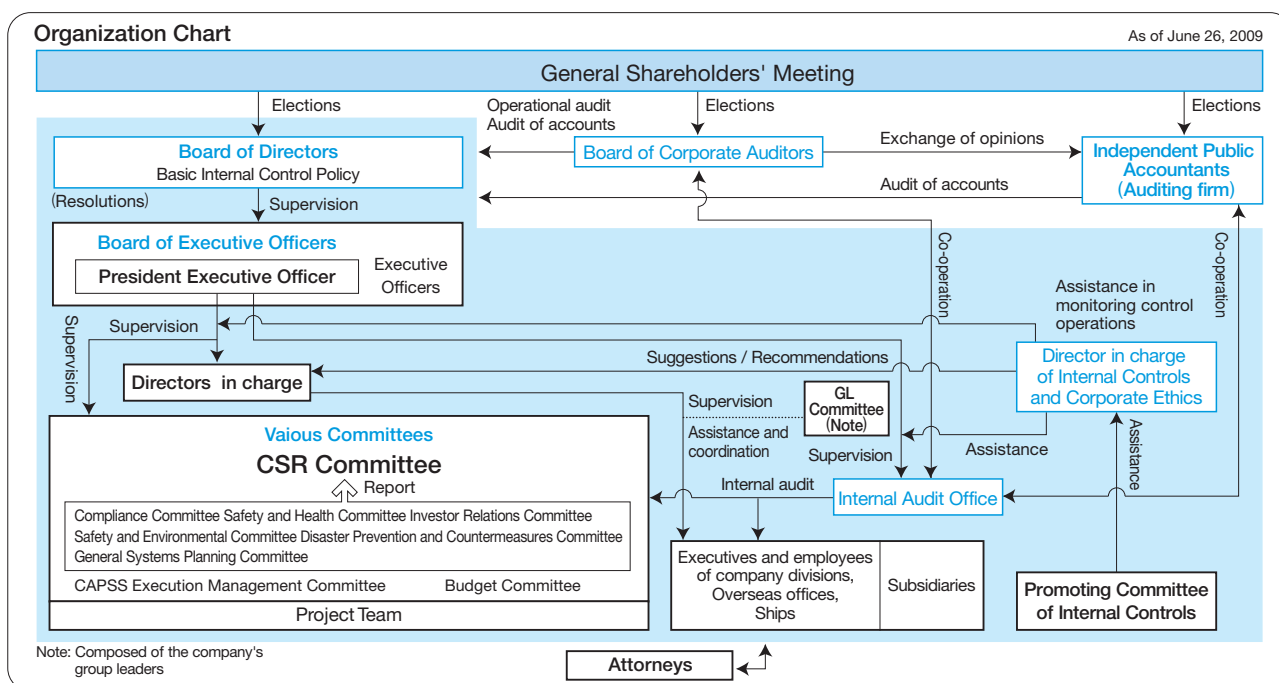 Organization Chart
As of June 26, 2009
General Shareholders' Meeting
Elections
Operational audit
Audit of accounts
Elections
Elections
Board of Directors
Basic Internal Control Policy
Board of Corporate Auditors
Exchange of opinions
Independent Public
Accountants
(Auditing firm)
Audit of accounts
(Resolutions)
Supervision
Board of Executive Officers
President Executive Officer
Executive
Officers
Co-operation
Co-operation
Assistance in
monitoring control
operations
Supervision
Supervision
Suggestions / Recommendations
Director in charge
of Internal Controls
and Corporate Ethics
Directors in charge
Supervision
GL
Committee
(Note)
Assistance and
coordination
Vaious Committees
CSR Committee
Report
Supervision
Assistance
Assistance
Internal audit
Internal Audit Office
Compliance Committee Safety and Health Committee Investor Relations Committee
Safety and Environmental Committee Disaster Prevention and Countermeasures Committee
General Systems Planning Committee
CAPSS Execution Management Committee
Budget Committee
Project Team
Executives and employees
of company divisions,
Overseas offices,
Ships
Subsidiaries
Promoting Committee
of Internal Controls
Note: Composed of the company's
group leaders
Attorneys